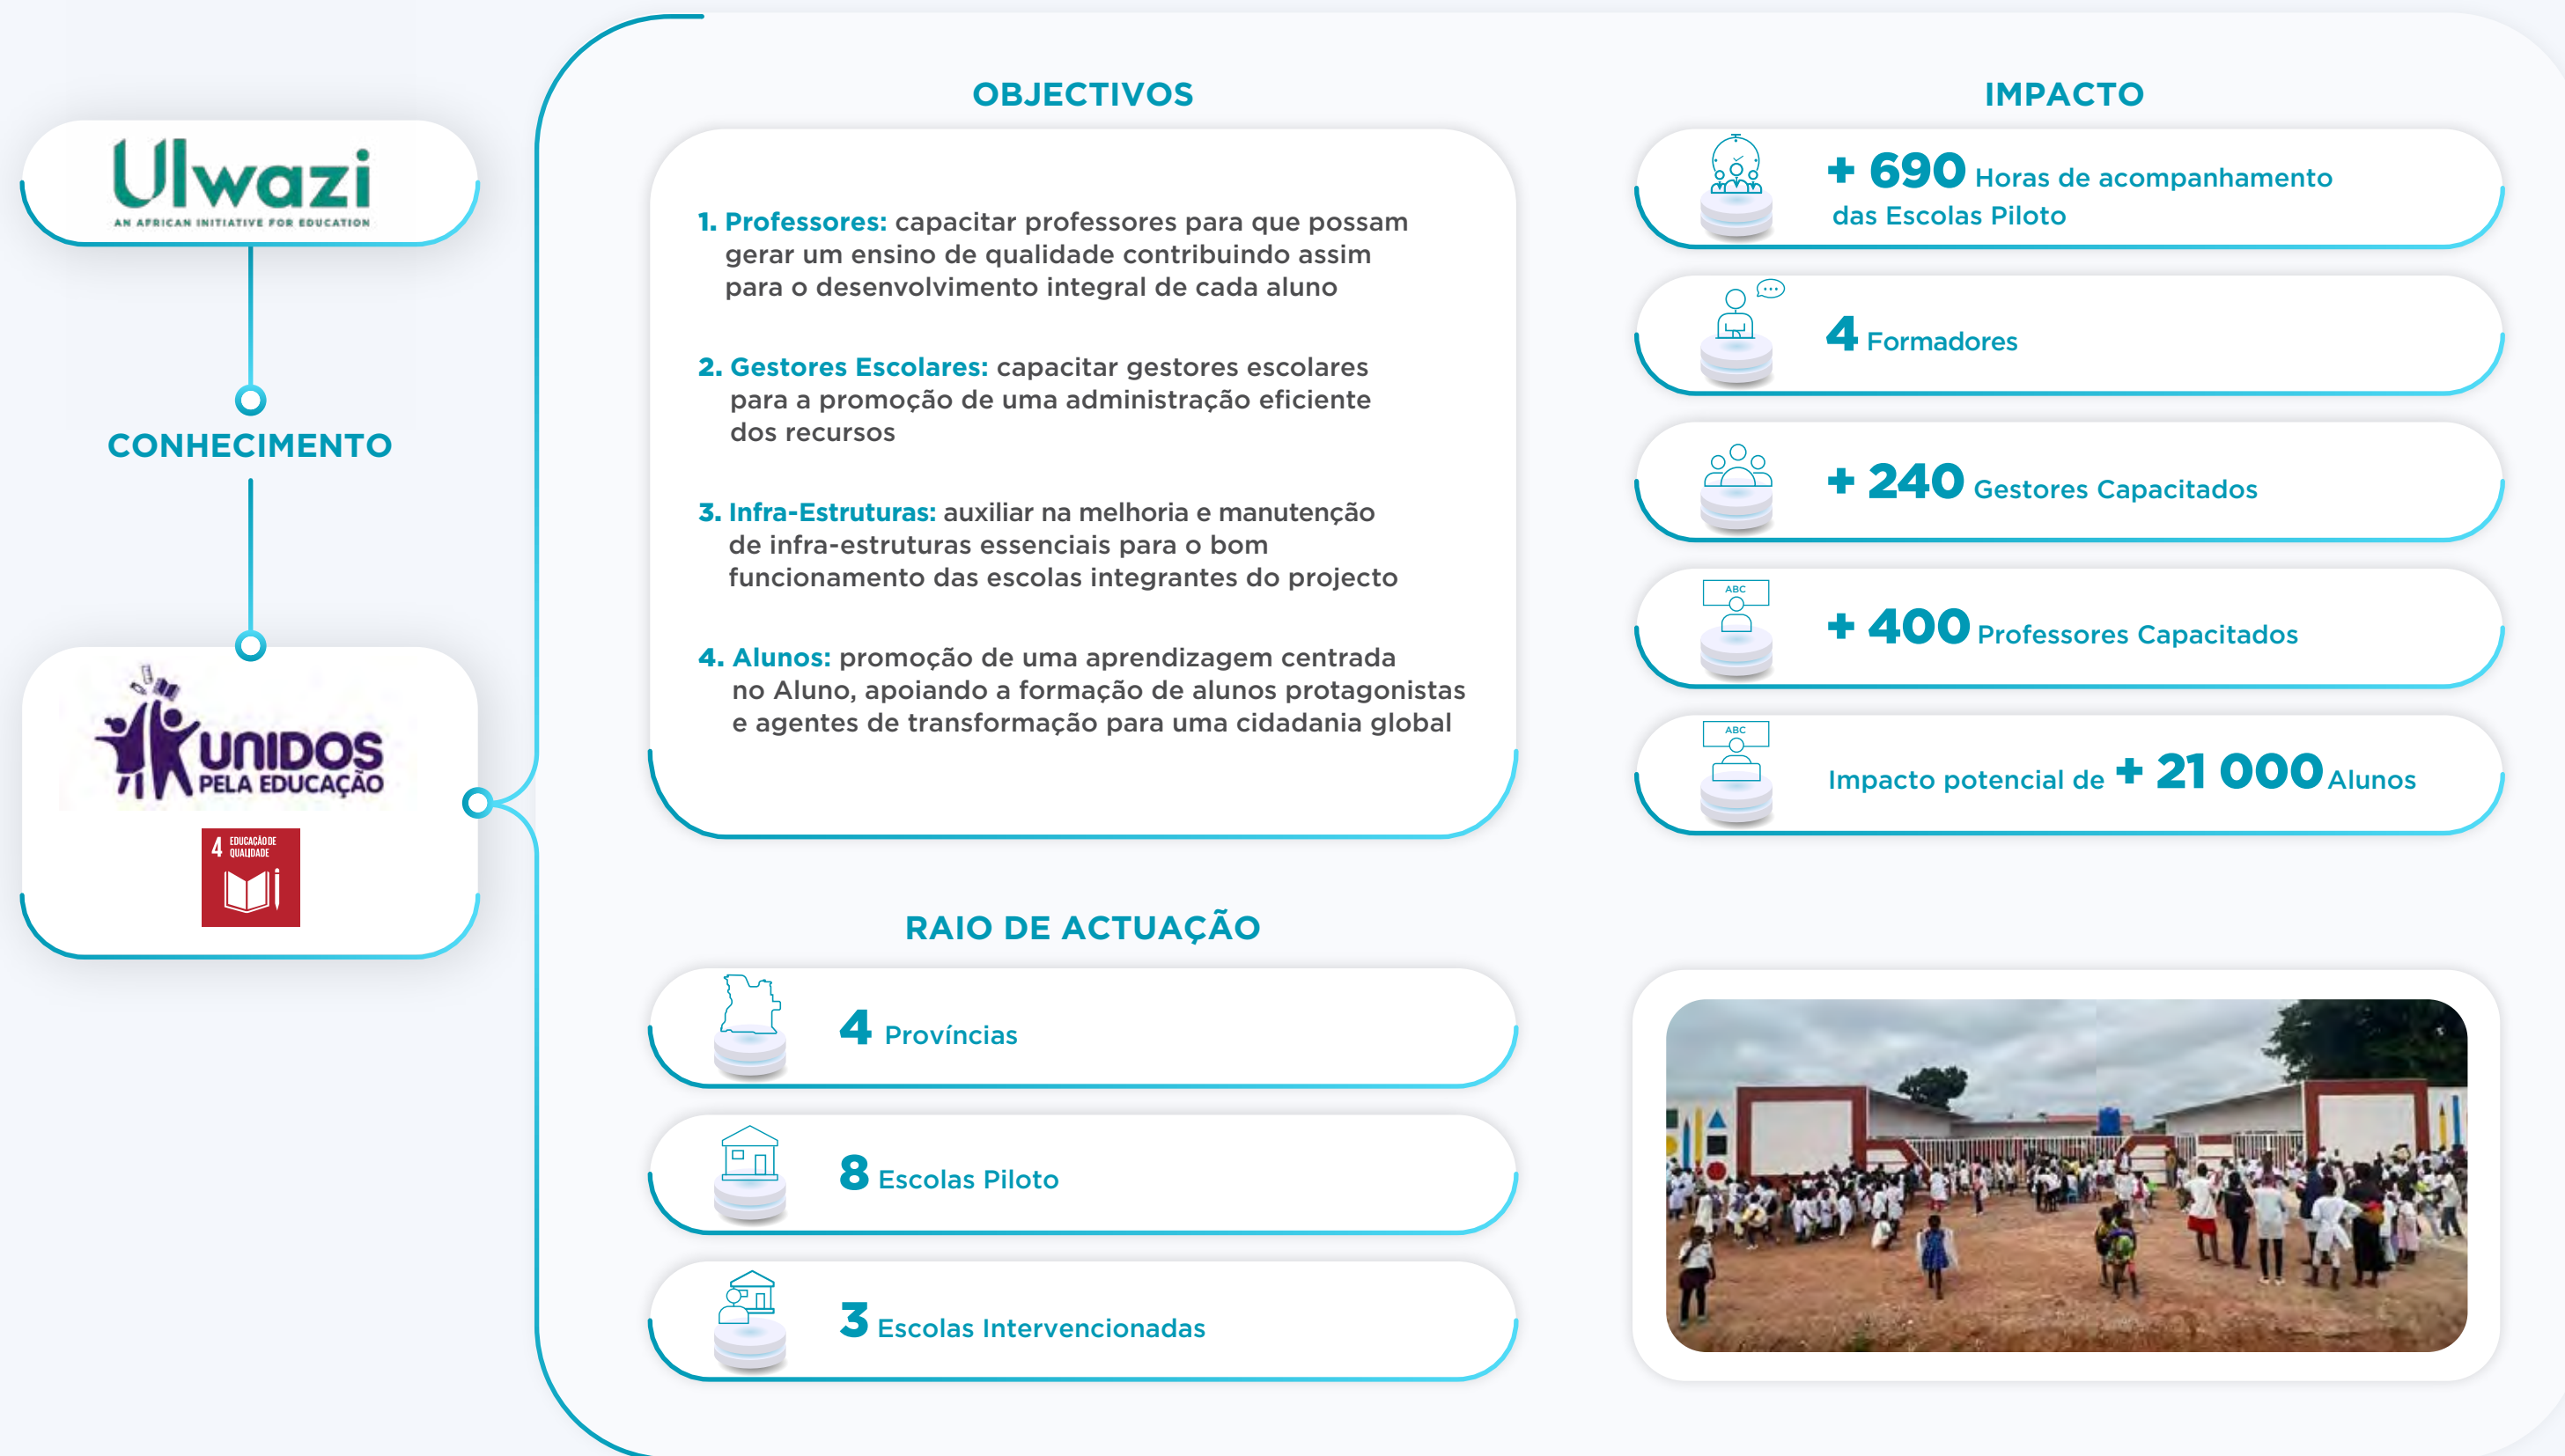 Ulwazi
AN AFRICAN INITIATIVE FOR EDUCATION
CONHECIMENTO
UNIDOS
PELA EDUCAÇÃO
4 EDUCAÇÃO DE
QUALIDADE
OBJECTIVOS
1. Professores: capacitar professores para que possam
gerar um ensino de qualidade contribuindo assim
para o desenvolvimento integral de cada aluno
2. Gestores Escolares: capacitar gestores escolares
para a promoção de uma administração eficiente
dos recursos
3. Infra-Estruturas: auxiliar na melhoria e manutenção
de infra-estruturas essenciais para o bom
funcionamento das escolas integrantes do projecto
4. Alunos: promoção de uma aprendizagem centrada
no Aluno, apoiando a formação de alunos protagonistas
e agentes de transformação para uma cidadania global
RAIO DE ACTUAÇÃO
4 Províncias
8 Escolas Piloto
3 Escolas Intervencionadas
IMPACTO
+ 690 Horas de acompanhamento
das Escolas Piloto
4 Formadores
+ 240 Gestores Capacitados
ABC
+ 400 Professores Capacitados
ABC
Impacto potencial de + 21 000 Alunos